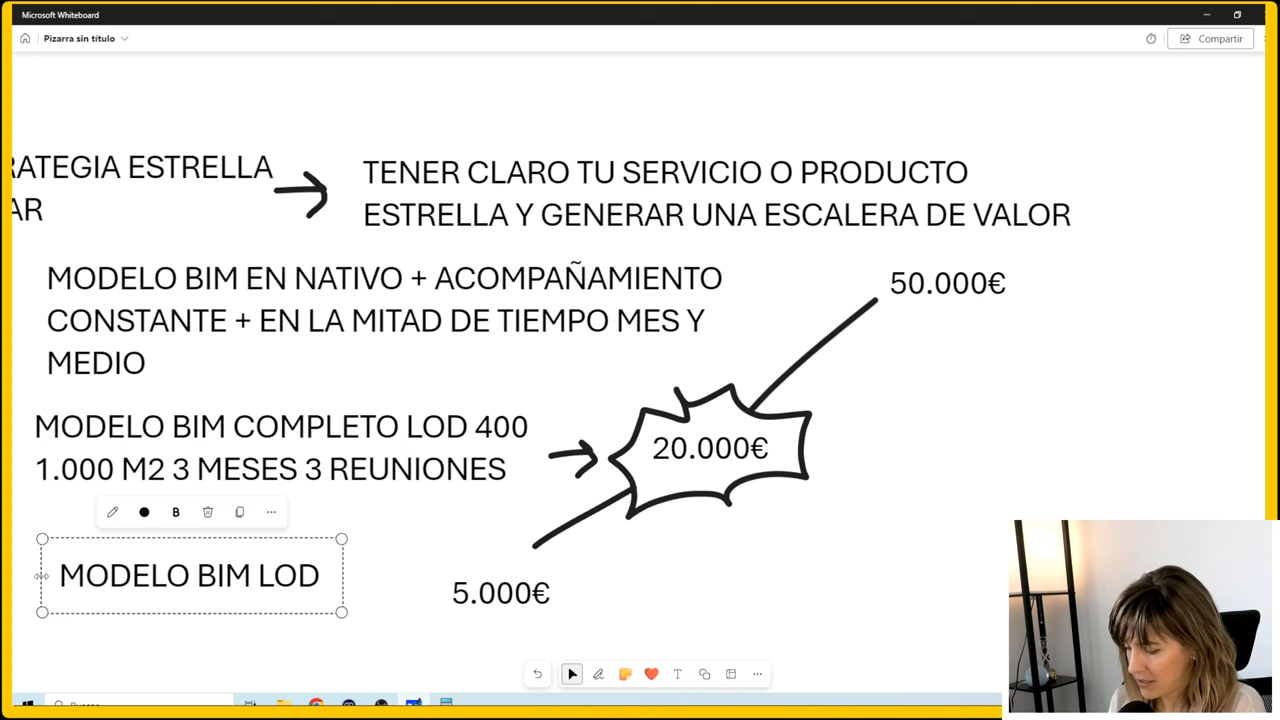 Microsoft Whiteboard
Pizarra sin título
Compartir
RATEGIA ESTRELLA
AR
TENER CLARO TU SERVICIO O PRODUCTO
ESTRELLA Y GENERAR UNA ESCALERA DE VALOR
MODELO BIM EN NATIVO + ACOMPAÑAMIENTO
CONSTANTE + EN LA MITAD DE TIEMPO MES Y
MEDIO
50.000€
MODELO BIM COMPLETO LOD 400
1.000 M2 3 MESES 3 REUNIONES
20.000€
B
MODELO BIM LOD
5.000€
T
Buscar